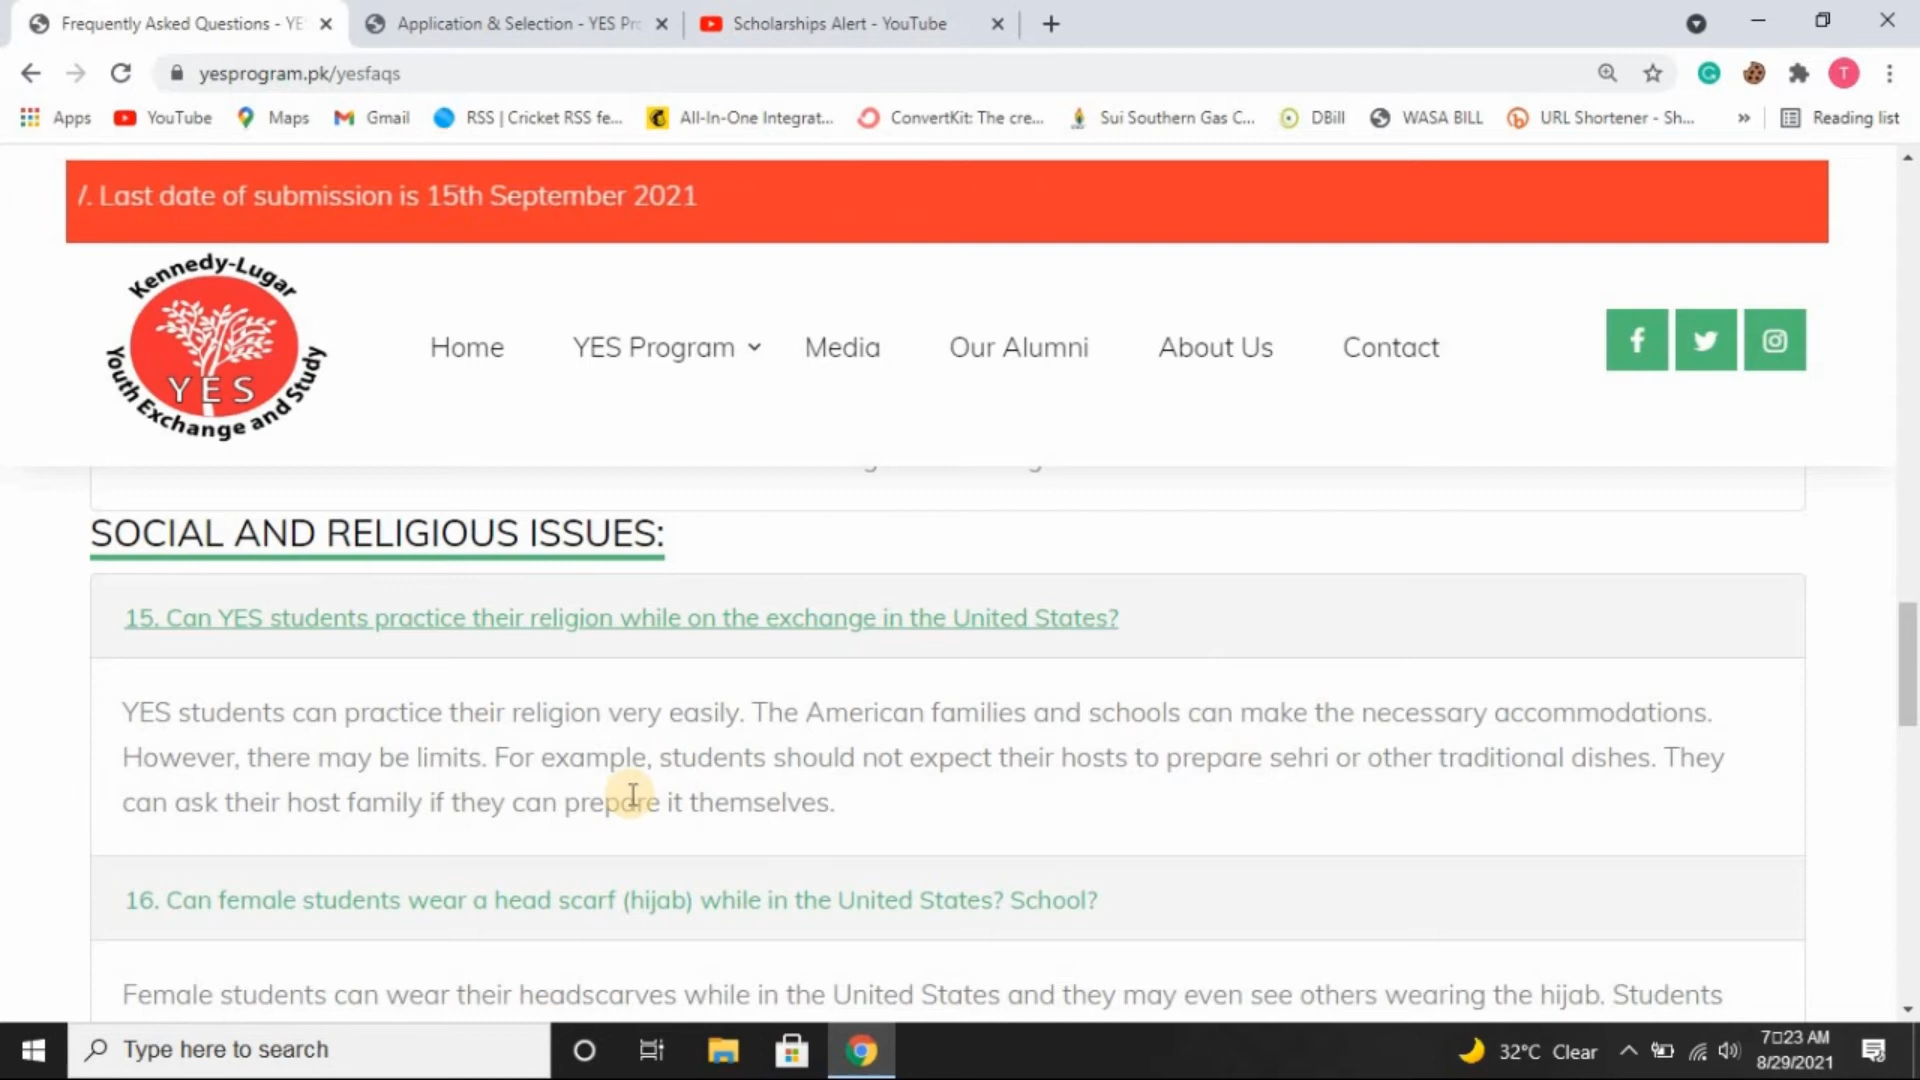 Frequently Asked Questions - YE
Application & Selection - YES Pr
Scholarships Alert - YouTube
yesprogram.pk/yesfaqs
T
Apps
YouTube
Maps
Gmail
RSS | Cricket RSS fe...
All-In-One Integrat...
ConvertKit: The cre...
Sui Southern Gas C...
DBill
WASA BILL
URL Shortener - Sh...
»
Reading list
/. Last date of submission is 15th September 2021
Kennedy-Lugar
YES
Youth Exchange and Study
Home
YES Program
Media
Our Alumni
About Us
Contact
SOCIAL AND RELIGIOUS ISSUES:
15. Can YES students practice their religion while on the exchange in the United States?
YES students can practice their religion very easily. The American families and schools can make the necessary accommodations.
However, there may be limits. For example, students should not expect their hosts to prepare sehri or other traditional dishes. They
can ask their host family if they can prepare it themselves.
16. Can female students wear a head scarf (hijab) while in the United States? School?
Female students can wear their headscarves while in the United States and they may even see others wearing the hijab. Students
Type here to search
32°C Clear
7:23 AM
8/29/2021